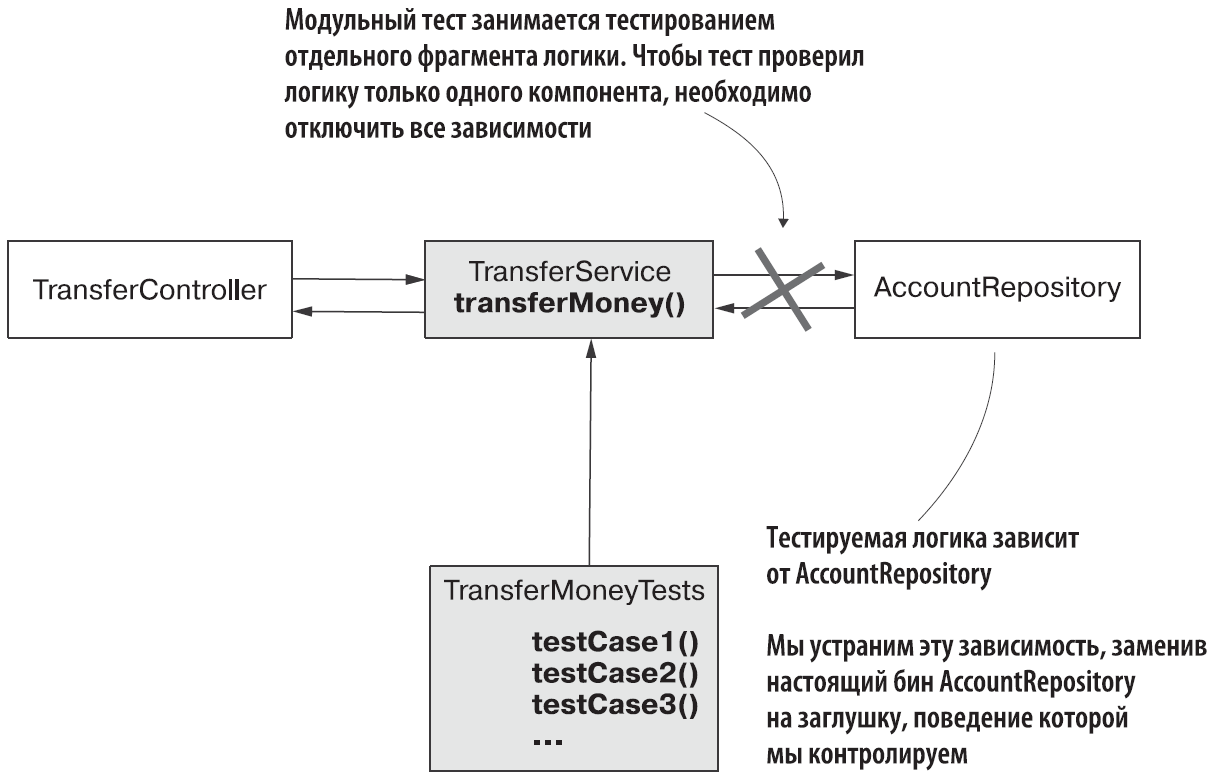 Модульный тест занимается тестированием
отдельного фрагмента логики. Чтобы тест проверил
логику только одного компонента, необходимо
отключить все зависимости
TransferController
TransferService
transferMoney()
AccountRepository
TransferMoneyTests
testCase1()
testCase2()
testCase3()
...
Тестируемая логика зависит
от AccountRepository
Мы устраним эту зависимость, заменив
настоящий бин AccountRepository
на заглушку, поведение которой
мы контролируем